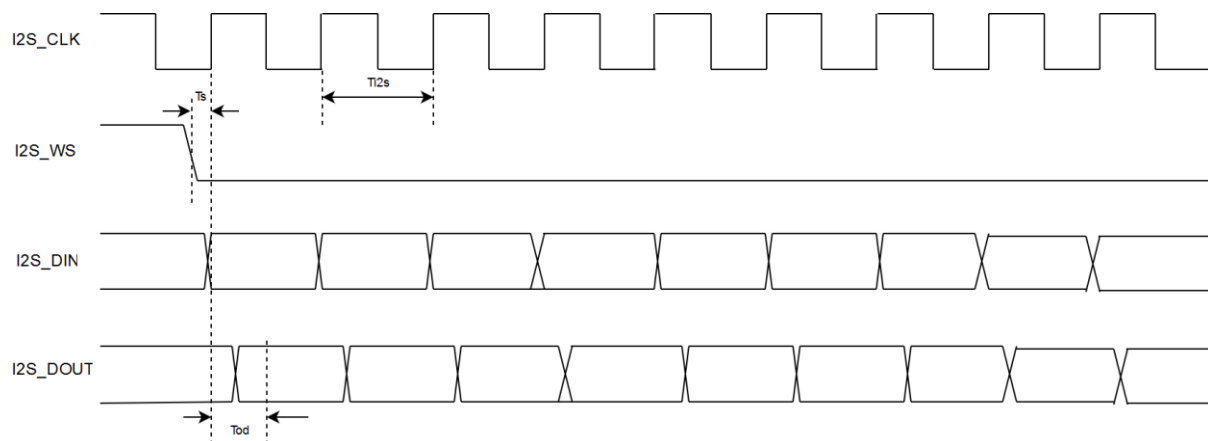 I2S_CLK
Ts
TI2s
I2S_WS
I2S_DIN
I2S_DOUT
Tod